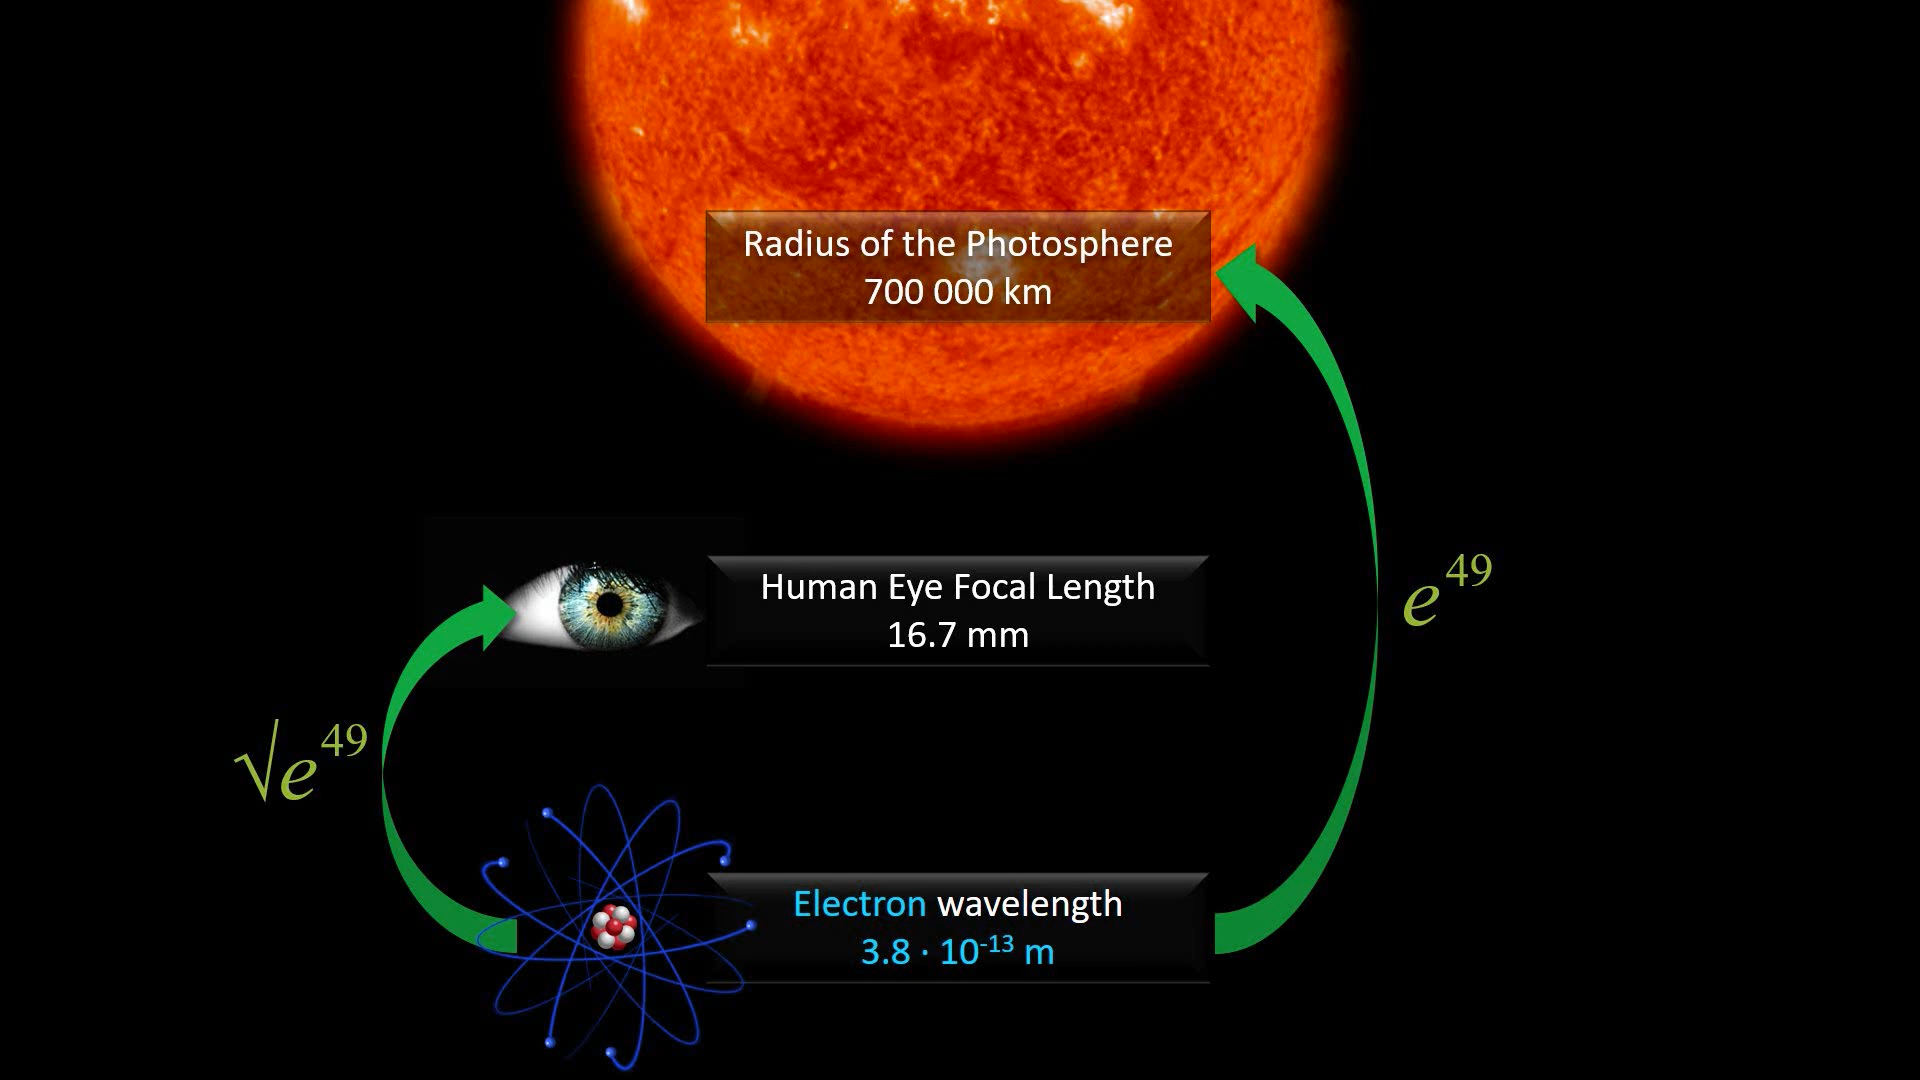 Radius of the Photosphere
700 000 km
Human Eye Focal Length
16.7 mm
e⁴⁹
√e⁴⁹
Electron wavelength
3.8 · 10⁻¹³ m